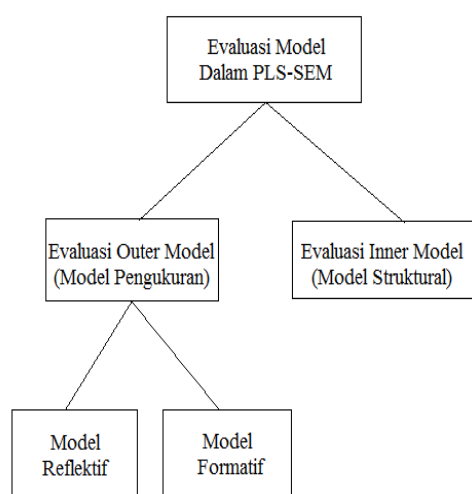 Evaluasi Model
Dalam PLS-SEM
Evaluasi Outer Model
(Model Pengukuran)
Evaluasi Inner Model
(Model Struktural)
Model
Reflektif
Model
Formatif